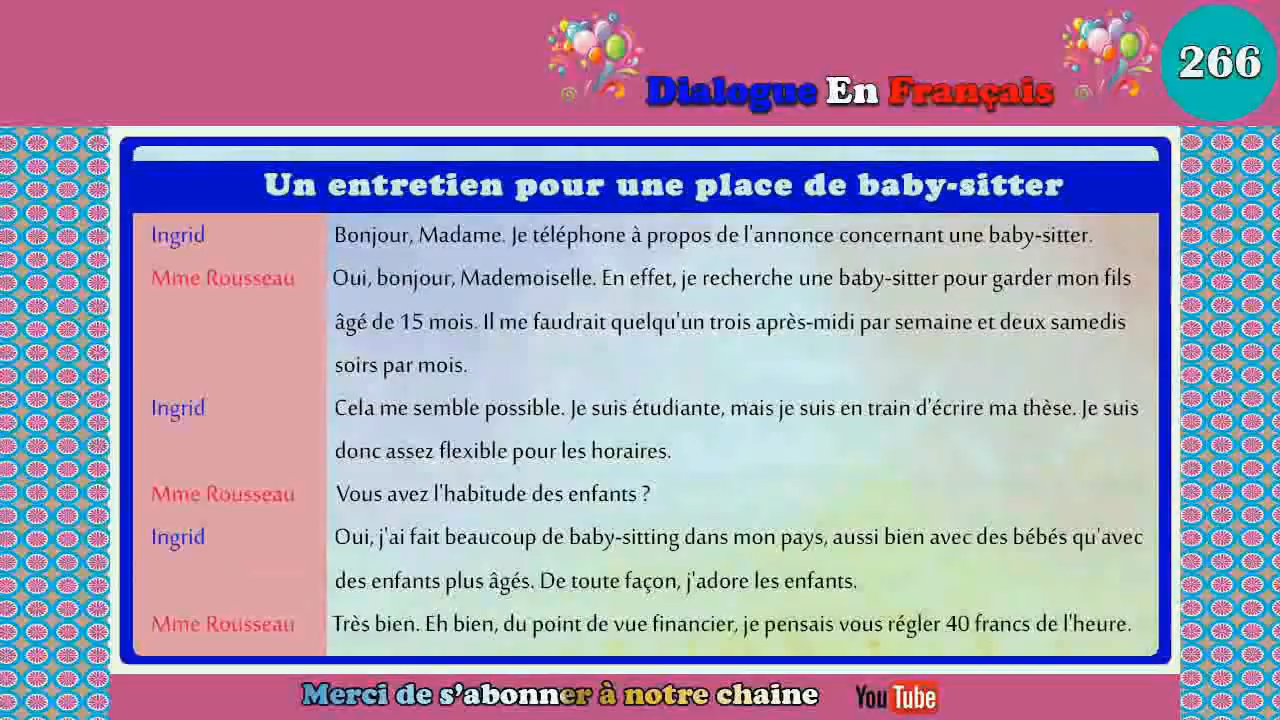 266
Dialogue En Français
Un entretien pour une place de baby-sitter
Ingrid Bonjour, Madame. Je téléphone à propos de l'annonce concernant une baby-sitter.
Mme Rousseau Oui, bonjour, Mademoiselle. En effet, je recherche une baby-sitter pour garder mon fils
âgé de 15 mois. Il me faudrait quelqu'un trois après-midi par semaine et deux samedis
soirs par mois.
Ingrid Cela me semble possible. Je suis étudiante, mais je suis en train d'écrire ma thèse. Je suis
donc assez flexible pour les horaires.
Mme Rousseau Vous avez l'habitude des enfants ?
Ingrid Oui, j'ai fait beaucoup de baby-sitting dans mon pays, aussi bien avec des bébés qu'avec
des enfants plus âgés. De toute façon, j'adore les enfants.
Mme Rousseau Très bien. Eh bien, du point de vue financier, je pensais vous régler 40 francs de l'heure.
Merci de s'abonner à notre chaine YouTube